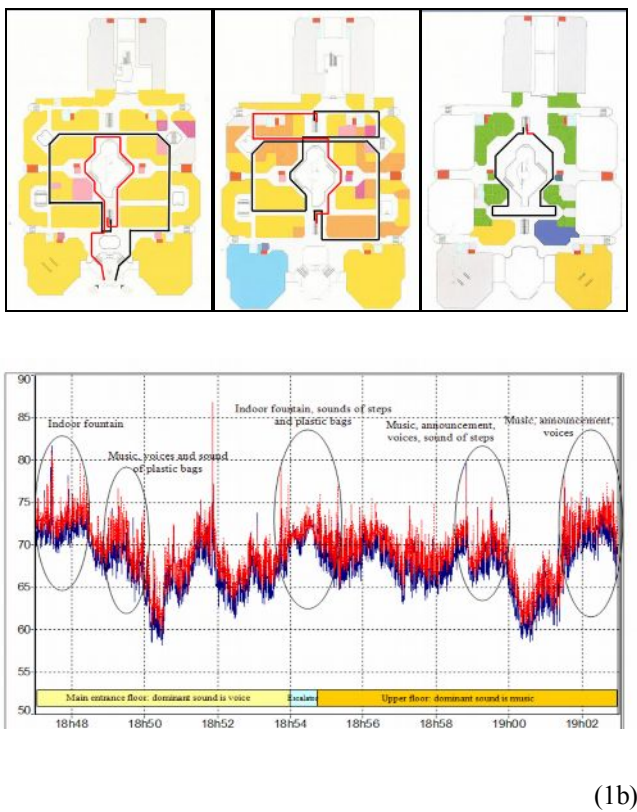 90
85
80
75
70
65
60
55
50
Indoor fountain
Music, voices and sound
of plastic bags
Indoor fountain, sounds of steps
and plastic bags
Music, announcement,
voices, sound of steps
Music, announcement,
voices
Main entrance floor: dominant sound is voice
Escalator
Upper floor: dominant sound is music
18h48 18h50 18h52 18h54 18h56 18h58 19h00 19h02
(1b)